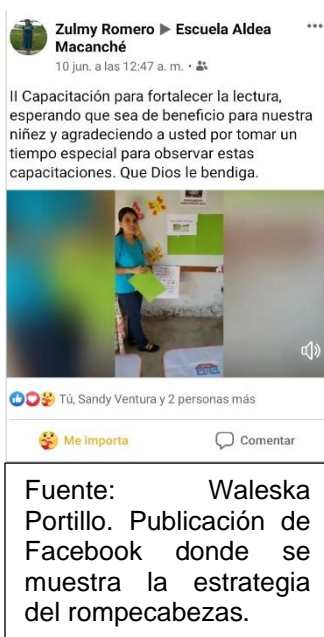 Zulmy Romero ▶ Escuela Aldea
Macanché
10 jun. a las 12:47 a. m. •
II Capacitación para fortalecer la lectura,
esperando que sea de beneficio para nuestra
niñez y agradeciendo a usted por tomar un
tiempo especial para observar estas
capacitaciones. Que Dios le bendiga.
Tú, Sandy Ventura y 2 personas más
Me importa
Comentar
Fuente: Waleska
Portillo. Publicación de
Facebook donde se
muestra la estrategia
del rompecabezas.